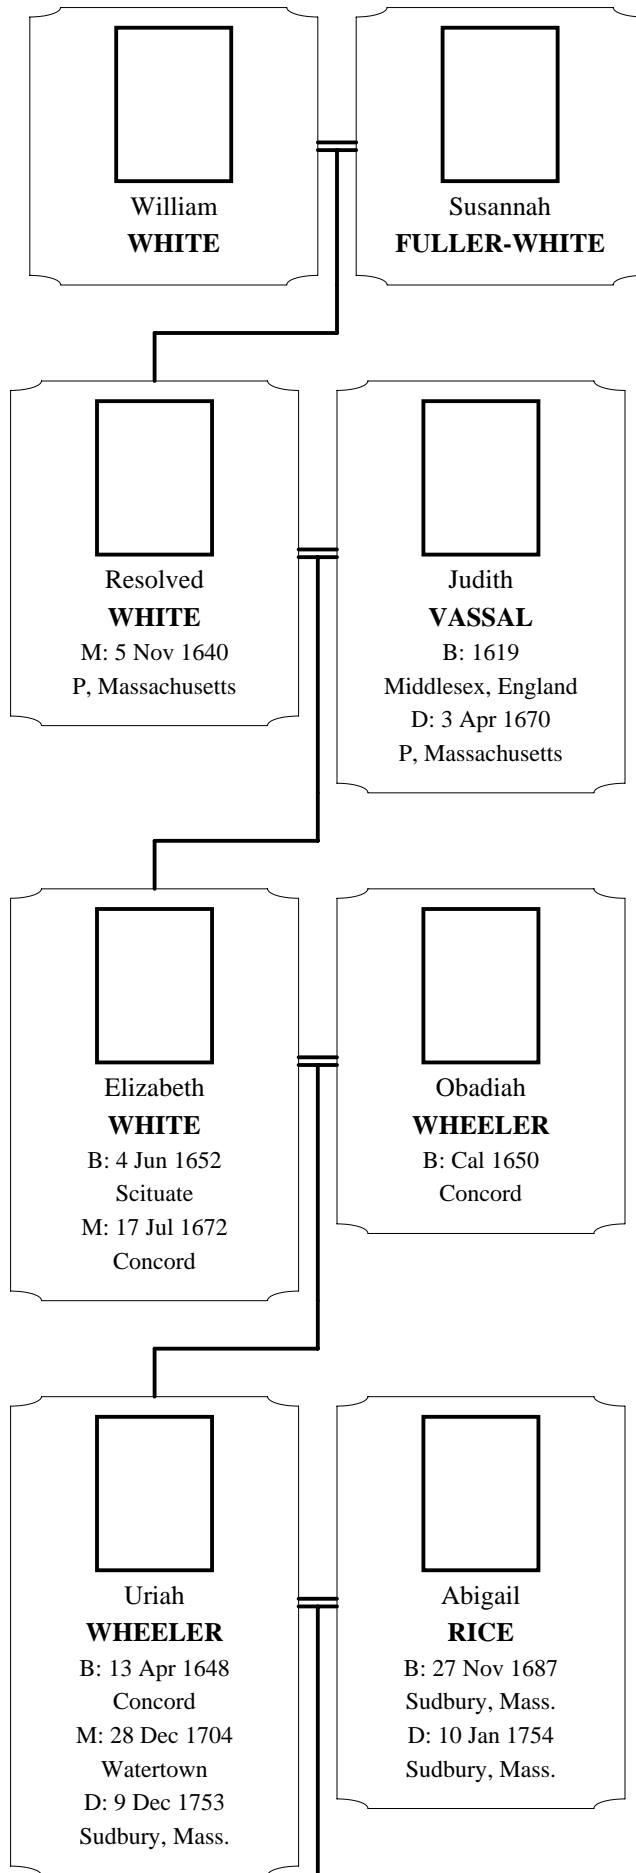 William
WHITE
Susannah
FULLER-WHITE
Resolved
WHITE
M: 5 Nov 1640
P, Massachusetts
Judith
VASSAL
B: 1619
Middlesex, England
D: 3 Apr 1670
P, Massachusetts
Elizabeth
WHITE
B: 4 Jun 1652
Scituate
M: 17 Jul 1672
Concord
Obadiah
WHEELER
B: Cal 1650
Concord
Uriah
WHEELER
B: 13 Apr 1648
Concord
M: 28 Dec 1704
Watertown
D: 9 Dec 1753
Sudbury, Mass.
Abigail
RICE
B: 27 Nov 1687
Sudbury, Mass.
D: 10 Jan 1754
Sudbury, Mass.